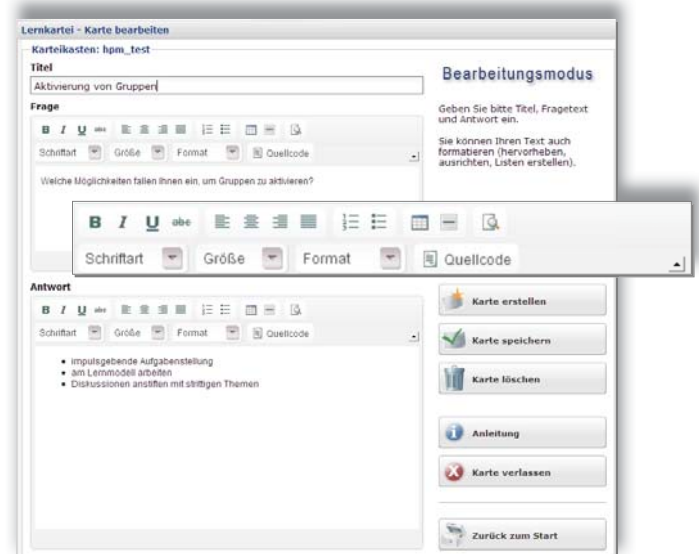 Lernkartei - Karte bearbeiten
Karteikasten: hpm_test
Titel
Aktivierung von Gruppen
Frage
B I U abc
Schriftart Größe Format Quellcode
Welche Möglichkeiten fallen Ihnen ein, um Gruppen zu aktivieren?
B I U abc
Schriftart Größe Format Quellcode
Antwort
B I U abc
Schriftart Größe Format Quellcode
impulsgebende Aufgabenstellung
am Lernmodell arbeiten
Diskussionen anstiften mit strittigen Themen
Bearbeitungsmodus
Geben Sie bitte Titel, Fragetext
und Antwort ein.
Sie können Ihren Text auch
formatieren (hervorheben,
ausrichten, Listen erstellen).
Karte erstellen
Karte speichern
Karte löschen
Anleitung
Karte verlassen
Zurück zum Start